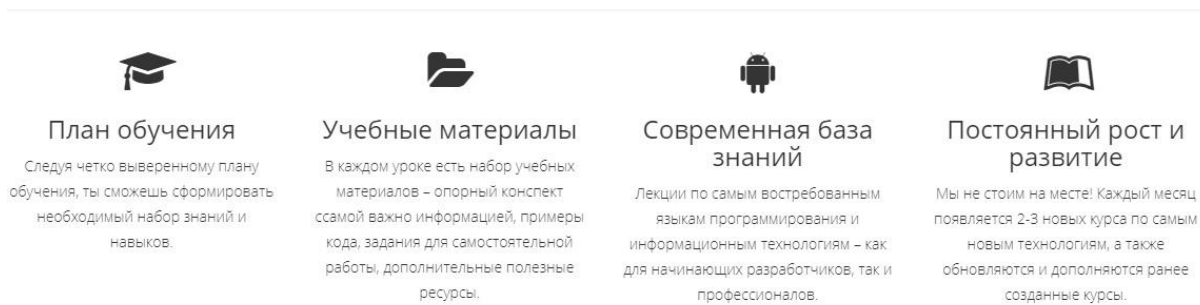 План обучения
Следуя четко выверенному плану
обучения, ты сможешь сформировать
необходимый набор знаний и
навыков.
Учебные материалы
В каждом уроке есть набор учебных
материалов – опорный конспект
ссамой важно информацией, примеры
кода, задания для самостоятельной
работы, дополнительные полезные
ресурсы.
Современная база
знаний
Лекции по самым востребованным
языкам программирования и
информационным технологиям – как
для начинающих разработчиков, так и
профессионалов.
Постоянный рост и
развитие
Мы не стоим на месте! Каждый месяц
появляется 2-3 новых курса по самым
новым технологиям, а также
обновляются и дополняются ранее
созданные курсы.